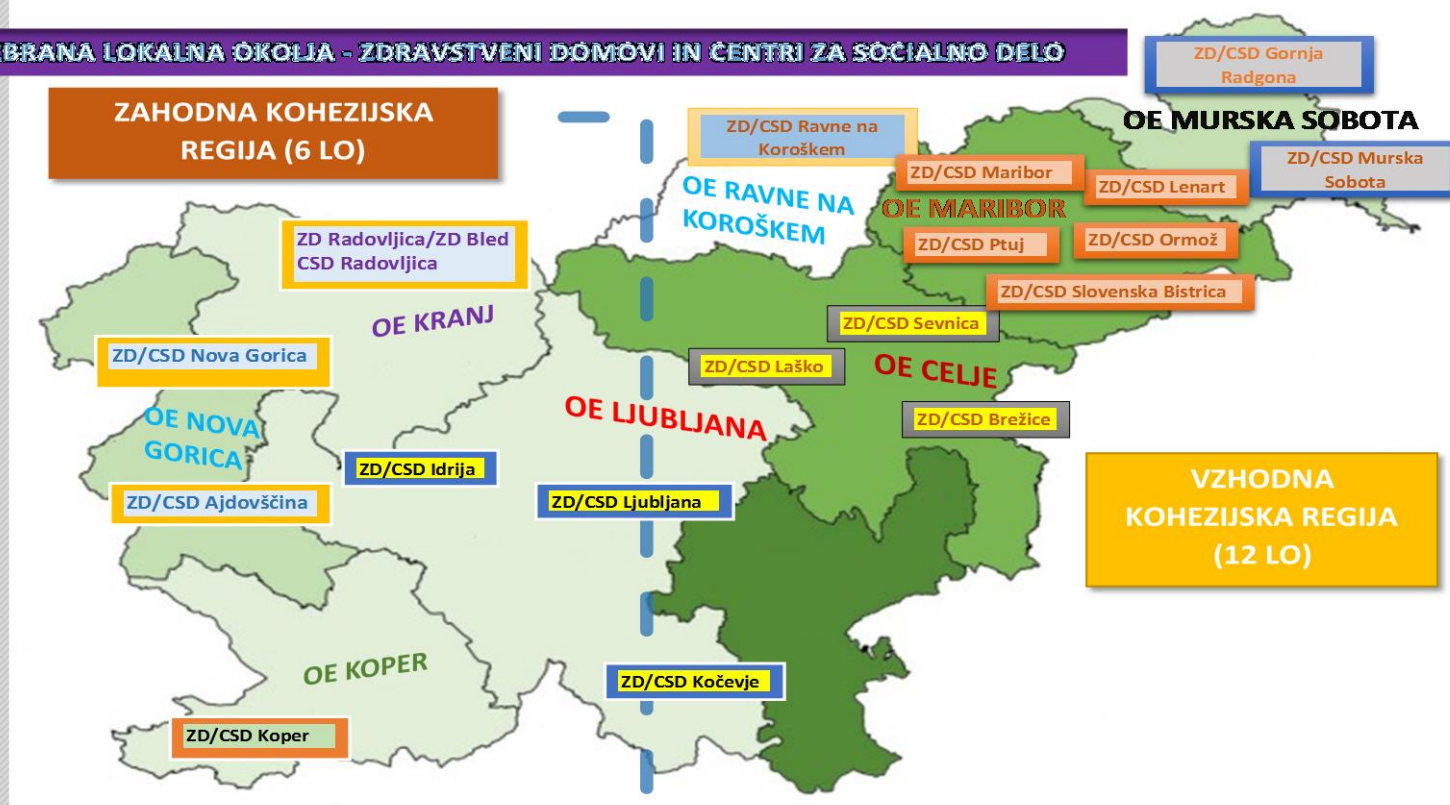 BRANA LOKALNA OKOLJA - ZDRAVSTVENI DOMOVI IN CENTRI ZA SOCIALNO DELO
ZD/CSD Gornja
Radgona
ZAHODNA KOHEZIJSKA
REGIJA (6 LO)
OE MURSKA SOBOTA
ZD/CSD Ravne na
Koroškem
ZD/CSD Murska
Sobota
ZD/CSD Maribor
ZD/CSD Lenart
OE RAVNE NA
KOROŠKEM
OE MARIBOR
ZD Radovljica/ZD Bled
CSD Radovljica
ZD/CSD Ptuj
ZD/CSD Ormož
ZD/CSD Slovenska Bistrica
OE KRANJ
ZD/CSD Sevnica
ZD/CSD Nova Gorica
ZD/CSD Laško
OE CELJE
OE LJUBLJANA
OE NOVA
GORICA
ZD/CSD Brežice
ZD/CSD Idrija
ZD/CSD Ajdovščina
ZD/CSD Ljubljana
VZHODNA
KOHEZIJSKA REGIJA
(12 LO)
OE KOPER
ZD/CSD Kočevje
ZD/CSD Koper